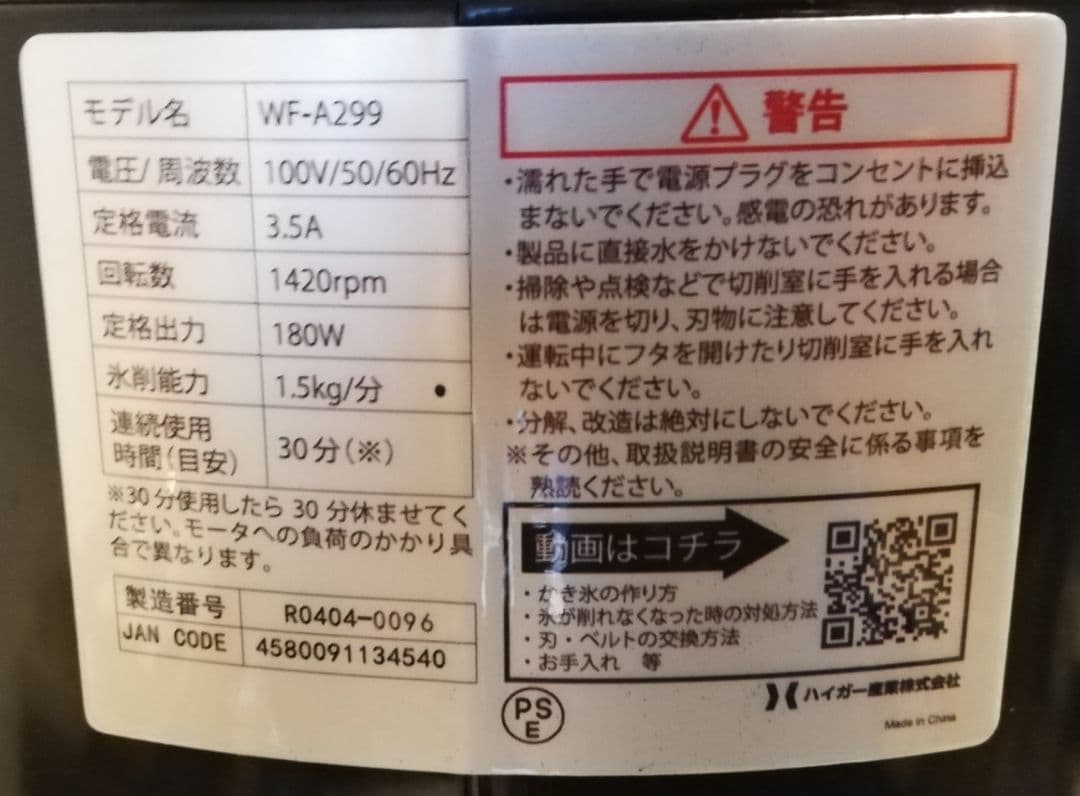 モデル名 WF-A299
電圧/周波数 100V/50/60Hz
定格電流 3.5A
回転数 1420rpm
定格出力 180W
氷削能力 1.5kg/分
連続使用
時間(目安) 30分(※)
※30分使用したら30分休ませてく
ださい。モータへの負荷のかかり具
合で異なります。
製造番号 R0404-0096
JAN CODE 4580091134540
警告
・濡れた手で電源プラグをコンセントに挿込
まないでください。感電の恐れがあります。
・製品に直接水をかけないでください。
・掃除や点検などで切削室に手を入れる場合
は電源を切り、刃物に注意してください。
・運転中にフタを開けたり切削室に手を入れ
ないでください。
・分解、改造は絶対にしないでください。
※その他、取扱説明書の安全に係る事項を
熟読ください。
動画はコチラ
・かき氷の作り方
・氷が削れなくなった時の対処方法
・刃・ベルトの交換方法
・お手入れ 等
PS
E
ハイガー産業株式会社
Made in China